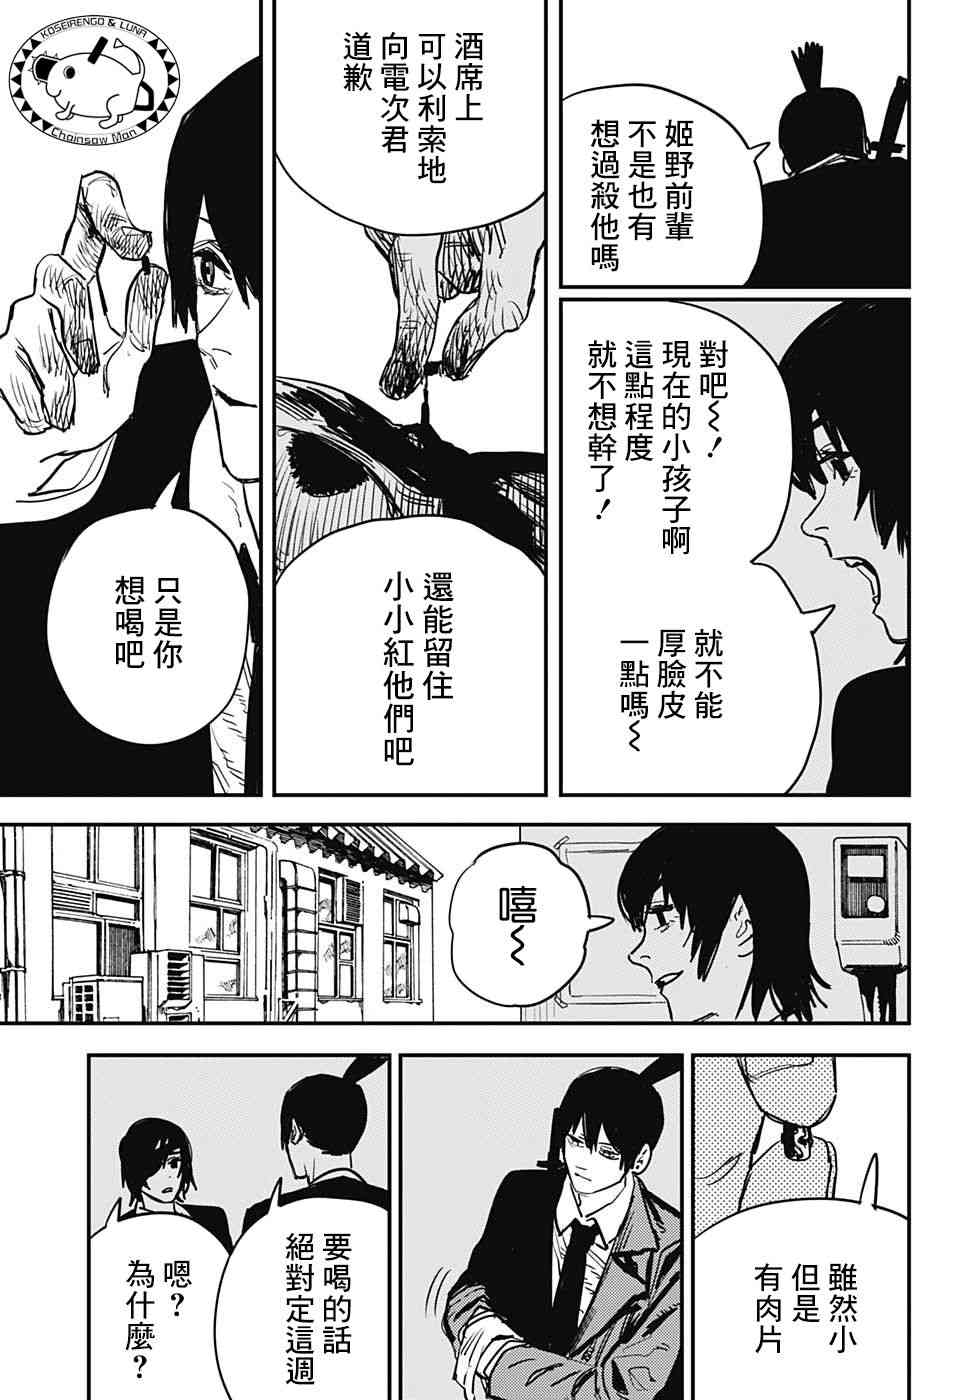 KOSEIRENGO & LUNA
Chainsaw Man
姬野前輩
不是也有
想過殺他嗎
對吧~！
現在的小孩子啊
這點程度
就不想幹了！
就不能
厚臉皮
一點嗎~
酒席上
可以利索地
向電次君
道歉
還能留住
小小紅他們吧
只是你
想喝吧
嘻~
雖然小
但是
有肉片
要喝的話
絕對定這週
嗯？
為什麼？